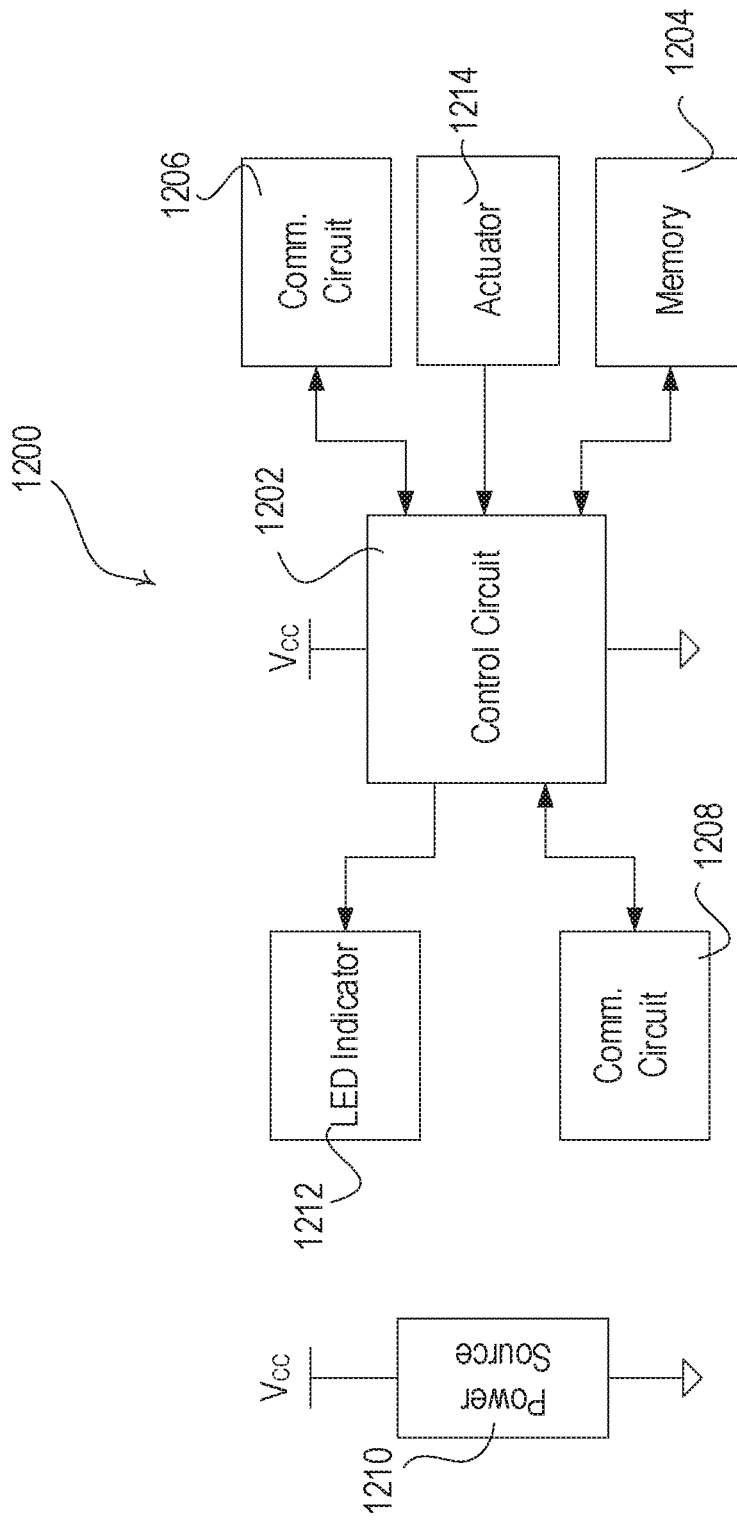 1200
1206
Comm.
Circuit
1202
Vcc
LED Indicator
1212
Vcc
1210
Power
Source
Control Circuit
Actuator
1214
Comm.
Circuit
1208
Memory
1204